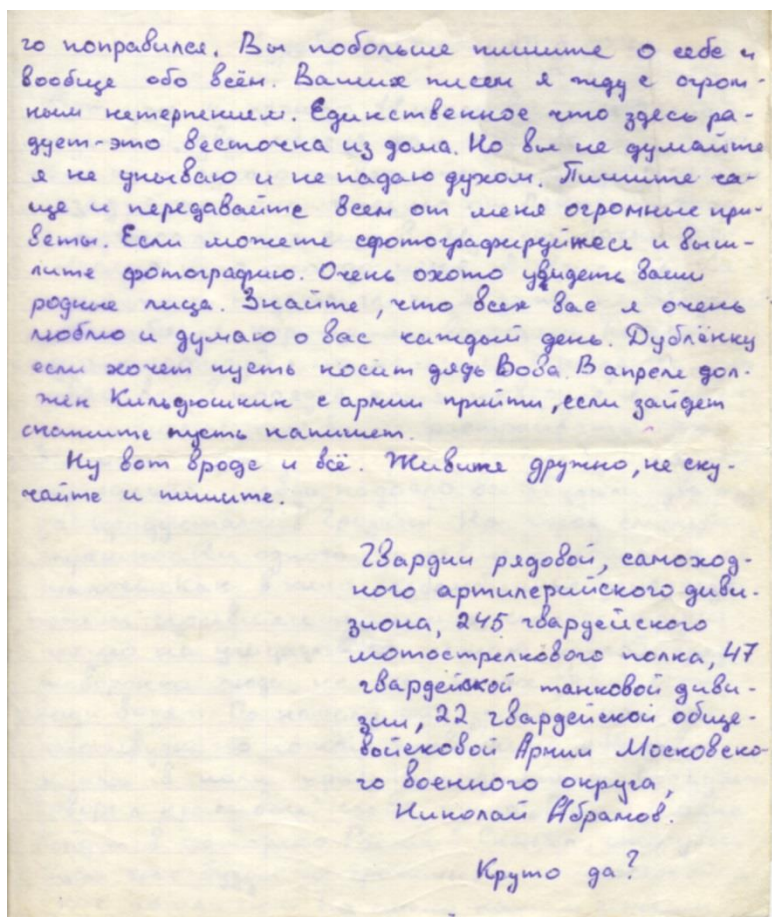 го поправился. Вы побольше пишите о себе и
вообще обо всём. Ваших писем я жду с огром-
ным нетерпением. Единственное что здесь ра-
дует-это весточка из дома. Но вы не думайте
я не унываю и не падаю духом. Пишите ча-
ще и передавайте всем от меня огромные при-
веты. Если можете сфотографируйтесь и выш-
лите фотографию. Очень охото увидеть ваши
родные лица. Знайте, что всех вас я очень
люблю и думаю о вас каждый день. Дублёнку
если хочет пусть носит дядь Вова. В апреле дол-
жен Кильдюшкин с армии прийти, если зайдет
скажите пусть напишет.
Ну вот вроде и всё. Живите дружно, не ску-
чайте и пишите.
Гвардии рядовой, самоход-
ного артилерийского диви-
зиона, 245 гвардейского
мотострелкового полка, 47
гвардейской танковой диви-
зии, 22 гвардейской обще-
войсковой Армии Московско-
го военного округа,
Николай Абрамов.
Круто да?